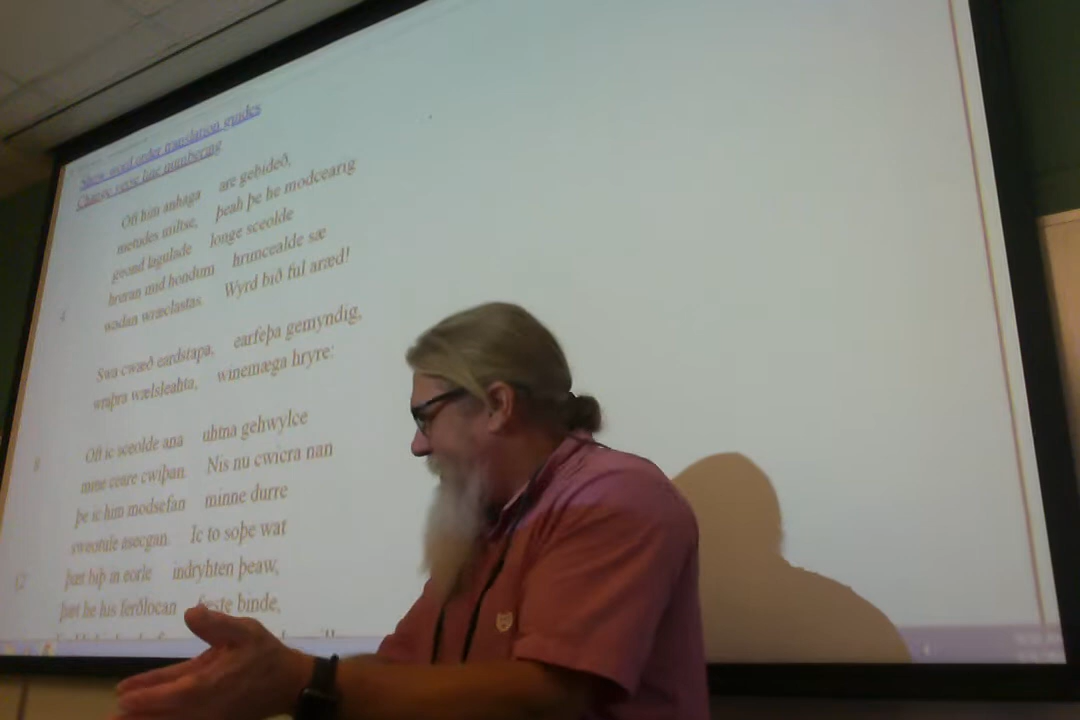 Show word order translation guides
Change verse line numbering
Oft him anhaga are gebideð,
metudes miltse, þeah þe he modcearig
geond lagulade longe sceolde
hreran mid hondum hrimcealde sæ
4
wadan wræclastas. Wyrd bið ful aræd!
Swa cwæð eardstapa, earfeþa gemyndig,
wraþra wælsleahta, winemæga hryre:
Oft ic sceolde ana uhtna gehwylce
8
mine ceare cwiþan. Nis nu cwicra nan
þe ic him modsefan minne durre
sweotule asecgan. Ic to soþe wat
þæt biþ in eorle indryhten þeaw,
12
þæt he his ferðlocan fæste binde,